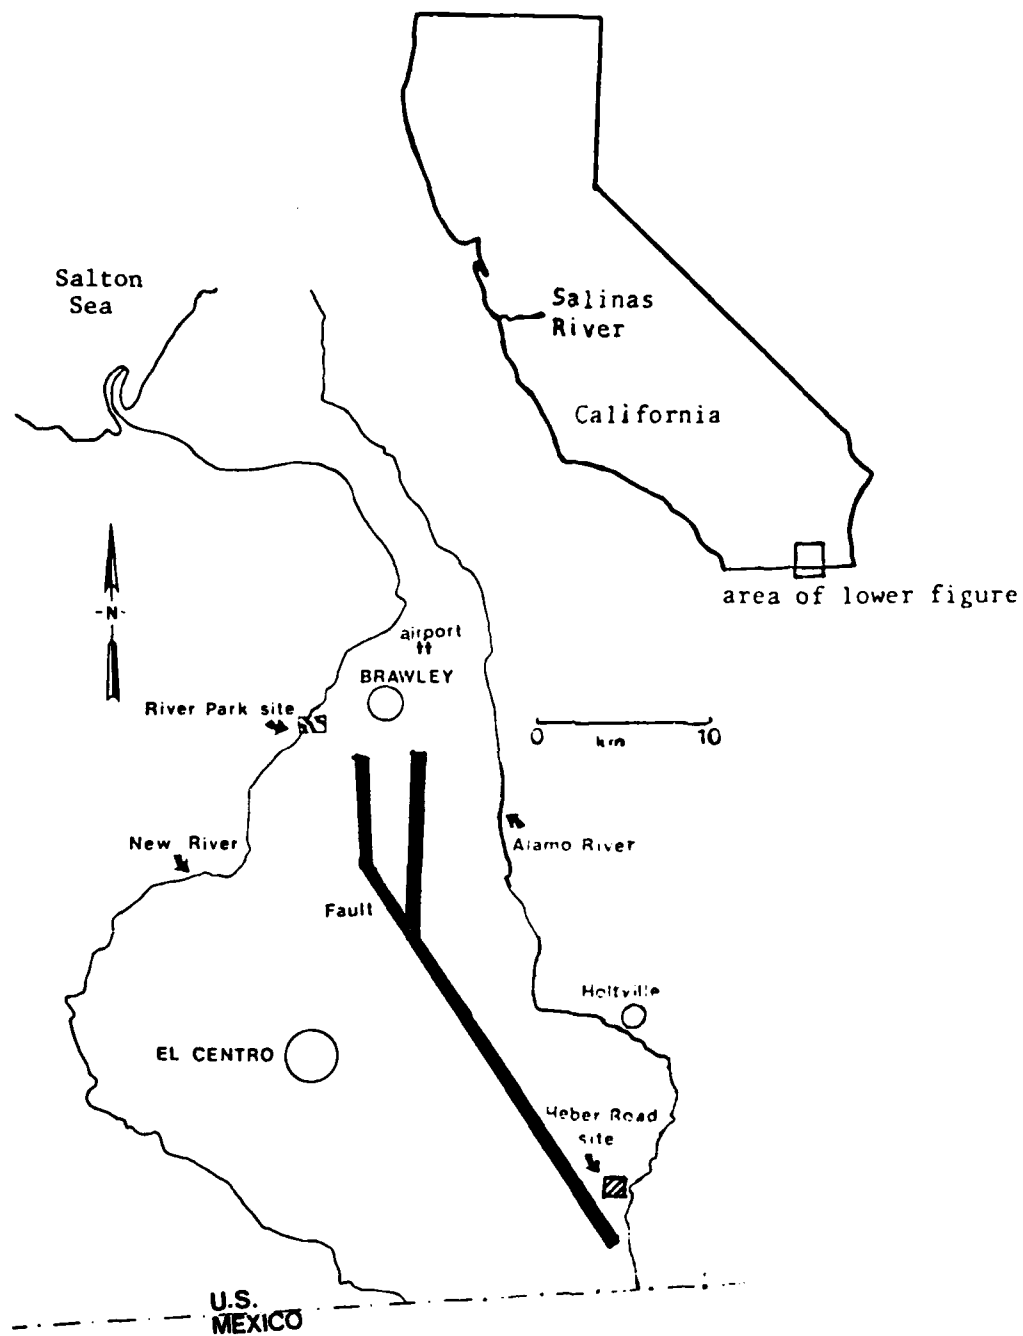 Salton
Sea
Salinas
River
California
area of lower figure
-N-
airport
BRAWLEY
River Park site
0
10
km
New River
Alamo River
Fault
Holtville
EL CENTRO
Heber Road
site
U.S.
MEXICO